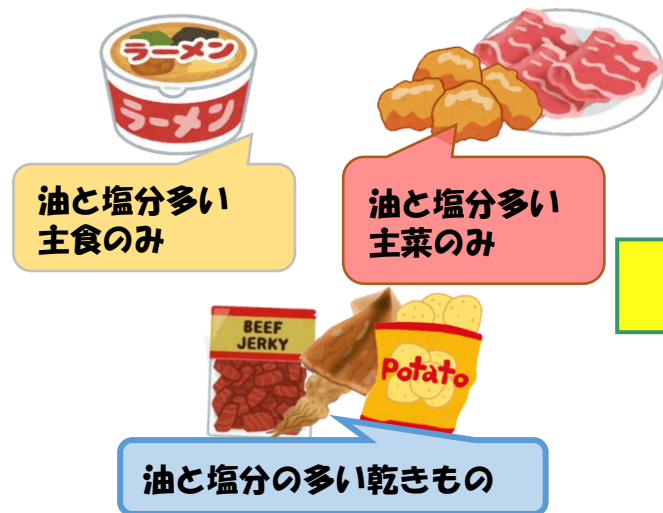 ラーメン
ラーメン
油と塩分多い
主食のみ
油と塩分多い
主菜のみ
BEEF
JERKY
Potato
油と塩分の多い乾きもの